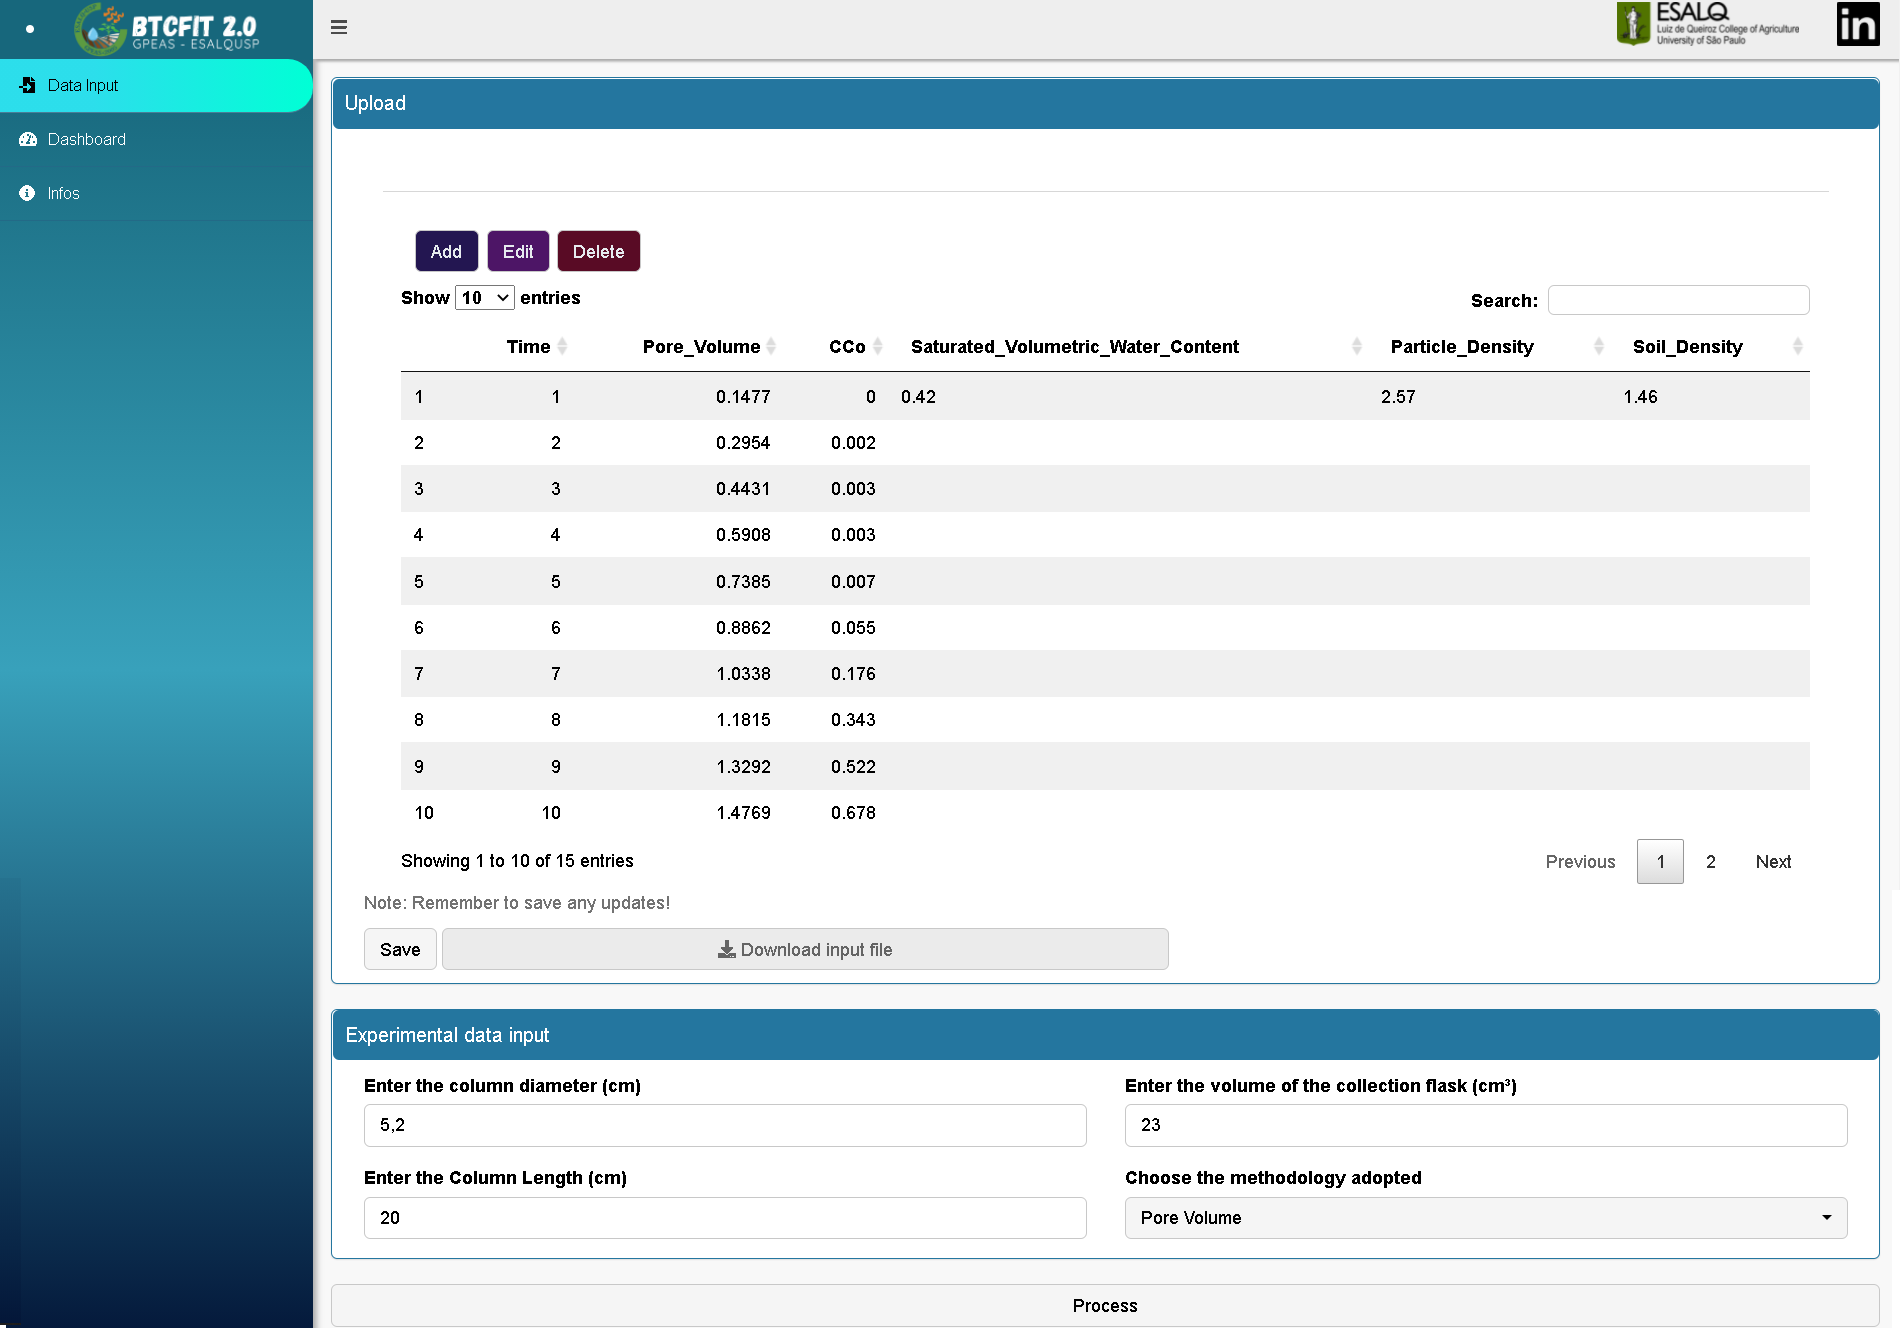 BTCFIT 2.0
GPEAS - ESALQUSP
ESALQ
Luiz de Queiroz College of Agriculture
University of São Paulo
in
Data Input
Dashboard
Infos
Upload
Add Edit Delete
Show 10 entries
Search:
Time Pore_Volume CCo Saturated_Volumetric_Water_Content Particle_Density Soil_Density
1 1 0.1477 0 0.42 2.57 1.46
2 2 0.2954 0.002
3 3 0.4431 0.003
4 4 0.5908 0.003
5 5 0.7385 0.007
6 6 0.8862 0.055
7 7 1.0338 0.176
8 8 1.1815 0.343
9 9 1.3292 0.522
10 10 1.4769 0.678
Showing 1 to 10 of 15 entries
Previous 1 2 Next
Note: Remember to save any updates!
Save Download input file
Experimental data input
Enter the column diameter (cm) Enter the volume of the collection flask (cm³)
5,2 23
Enter the Column Length (cm) Choose the methodology adopted
20 Pore Volume
Process